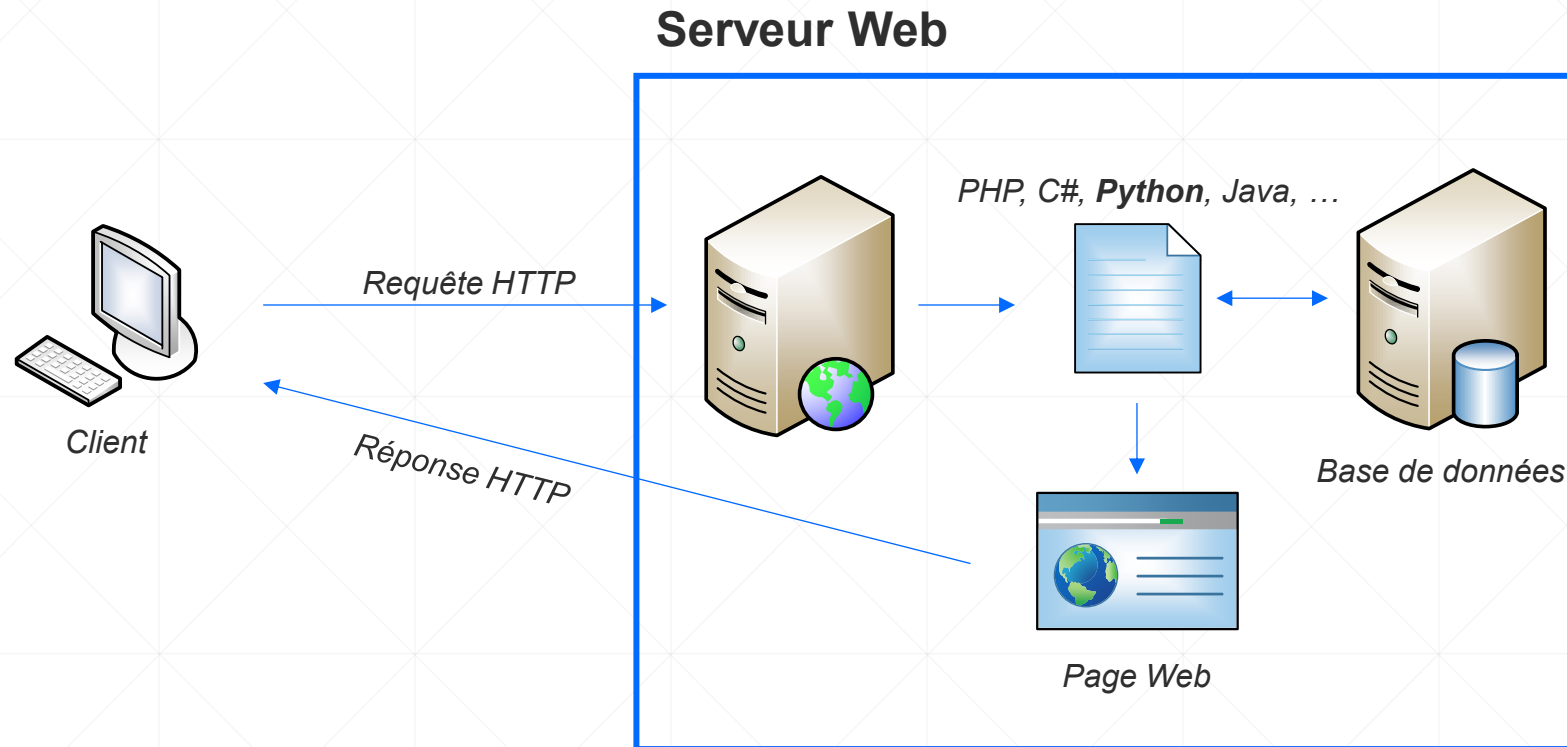 Serveur Web
PHP, C#, Python, Java, …
Requête HTTP
Client
Réponse HTTP
Base de données
Page Web